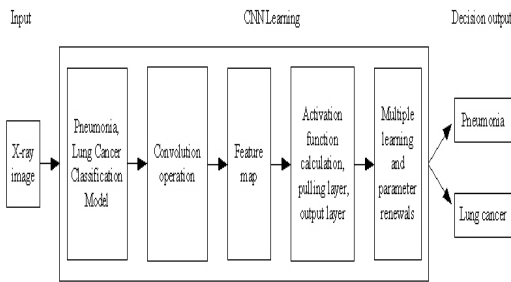 Input
CNN Learning
Decision output
X-ray
image
Pneumonia,
Lung Cancer
Classification
Model
Convolution
operation
Feature
map
Activation
function
calculation,
pulling layer,
output layer
Multiple
learning
and
parameter
renewals
Pneumonia
Lung cancer